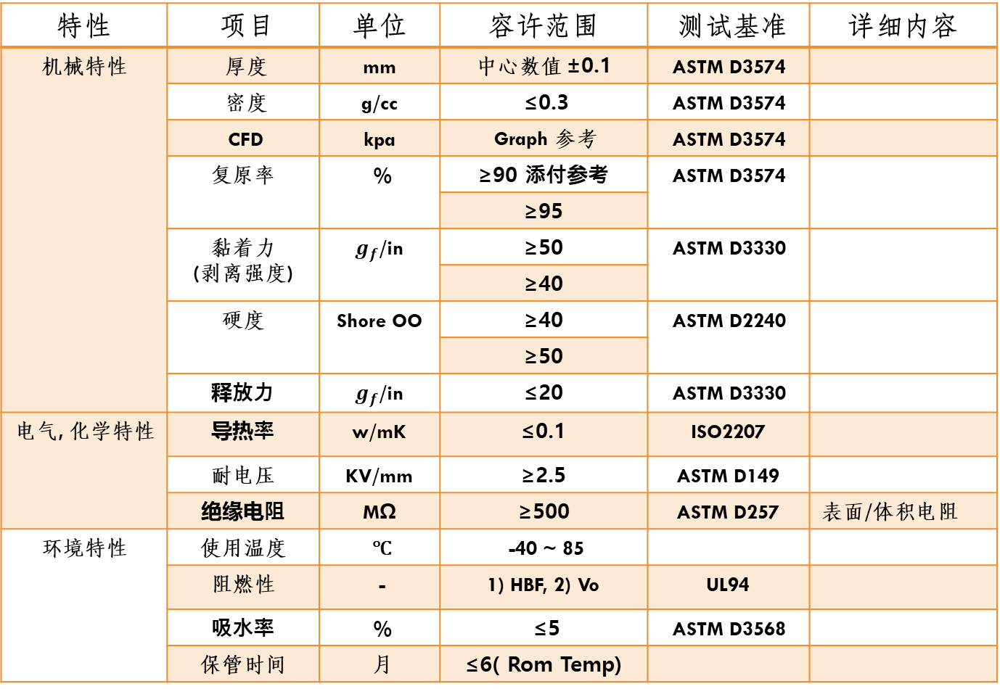 特性 项目 单位 容许范围 测试基准 详细内容
机械特性 厚度 mm 中心数值 ±0.1 ASTM D3574
密度 g/cc ≤0.3 ASTM D3574
CFD kpa Graph 参考 ASTM D3574
复原率 % ≥90 添付参考 ASTM D3574
≥95
黏着力 g_f/in ≥50 ASTM D3330
(剥离强度)
≥40
硬度 Shore OO ≥40 ASTM D2240
≥50
释放力 g_f/in ≤20 ASTM D3330
电气, 化学特性 导热率 w/mK ≤0.1 ISO2207
耐电压 KV/mm ≥2.5 ASTM D149
绝缘电阻 MΩ ≥500 ASTM D257 表面/体积电阻
环境特性 使用温度 ℃ -40 ~ 85
阻燃性 - 1) HBF, 2) Vo UL94
吸水率 % ≤5 ASTM D3568
保管时间 月 ≤6( Rom Temp)